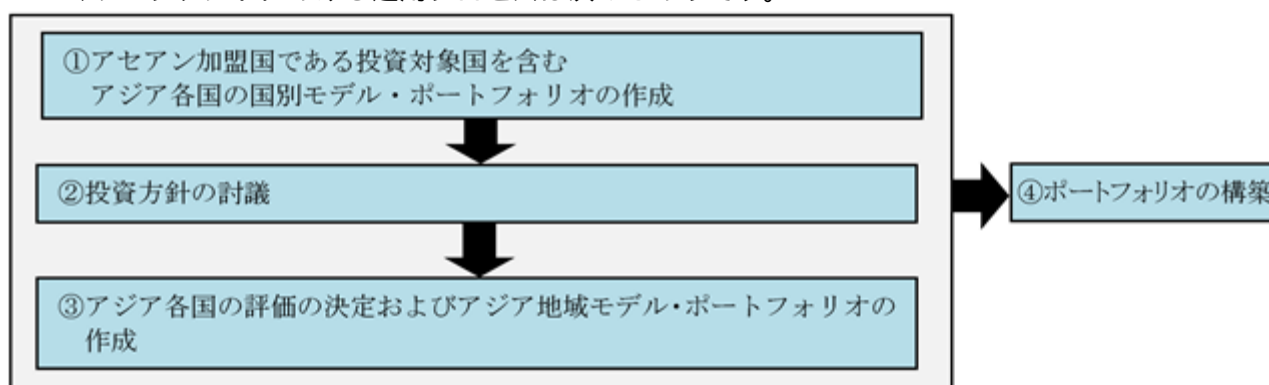 ①アセアン加盟国である投資対象国を含む
アジア各国の国別モデル・ポートフォリオの作成
②投資方針の討議
③アジア各国の評価の決定およびアジア地域モデル・ポートフォリオの
作成
④ポートフォリオの構築